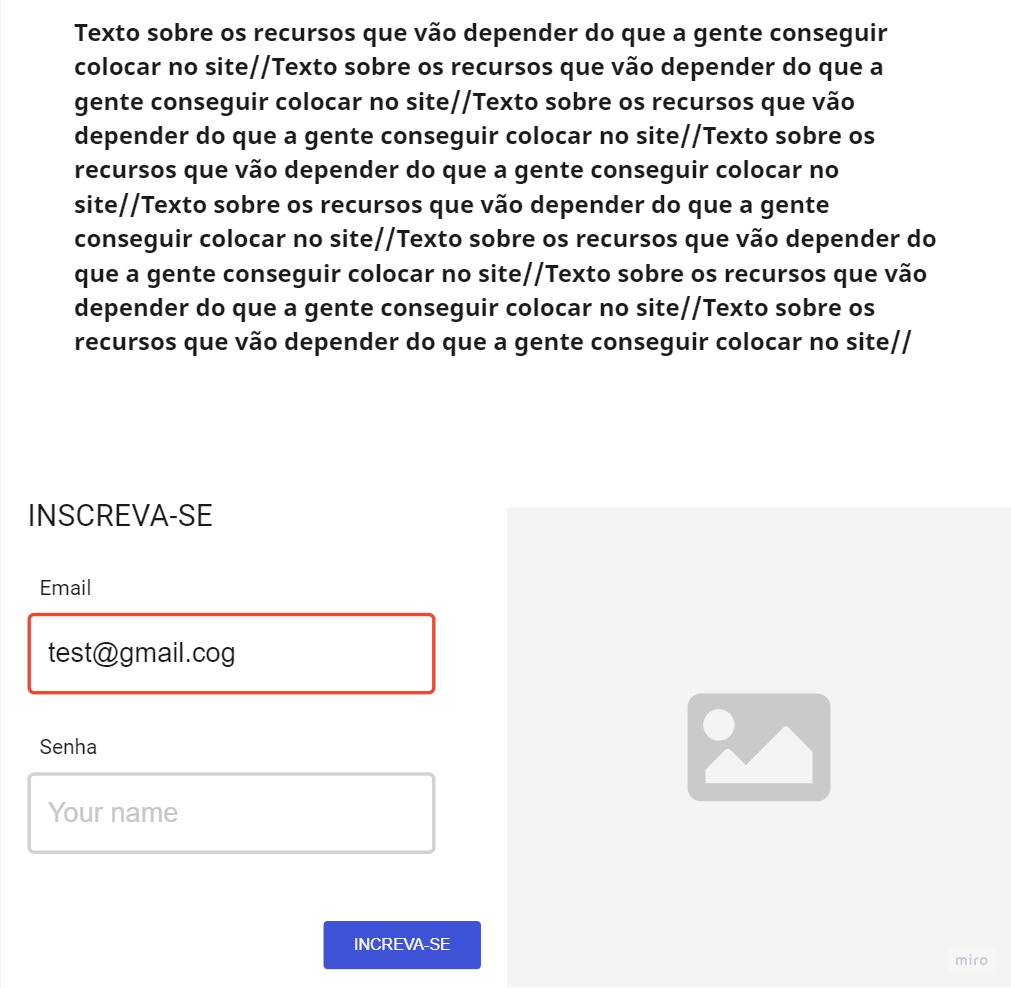 Texto sobre os recursos que vão depender do que a gente conseguir
colocar no site//Texto sobre os recursos que vão depender do que a
gente conseguir colocar no site//Texto sobre os recursos que vão
depender do que a gente conseguir colocar no site//Texto sobre os
recursos que vão depender do que a gente conseguir colocar no
site//Texto sobre os recursos que vão depender do que a gente
conseguir colocar no site//Texto sobre os recursos que vão depender do
que a gente conseguir colocar no site//Texto sobre os recursos que vão
depender do que a gente conseguir colocar no site//Texto sobre os
recursos que vão depender do que a gente conseguir colocar no site//
INSCREVA-SE
Email
test@gmail.cog
Senha
Your name
INCREVA-SE
miro